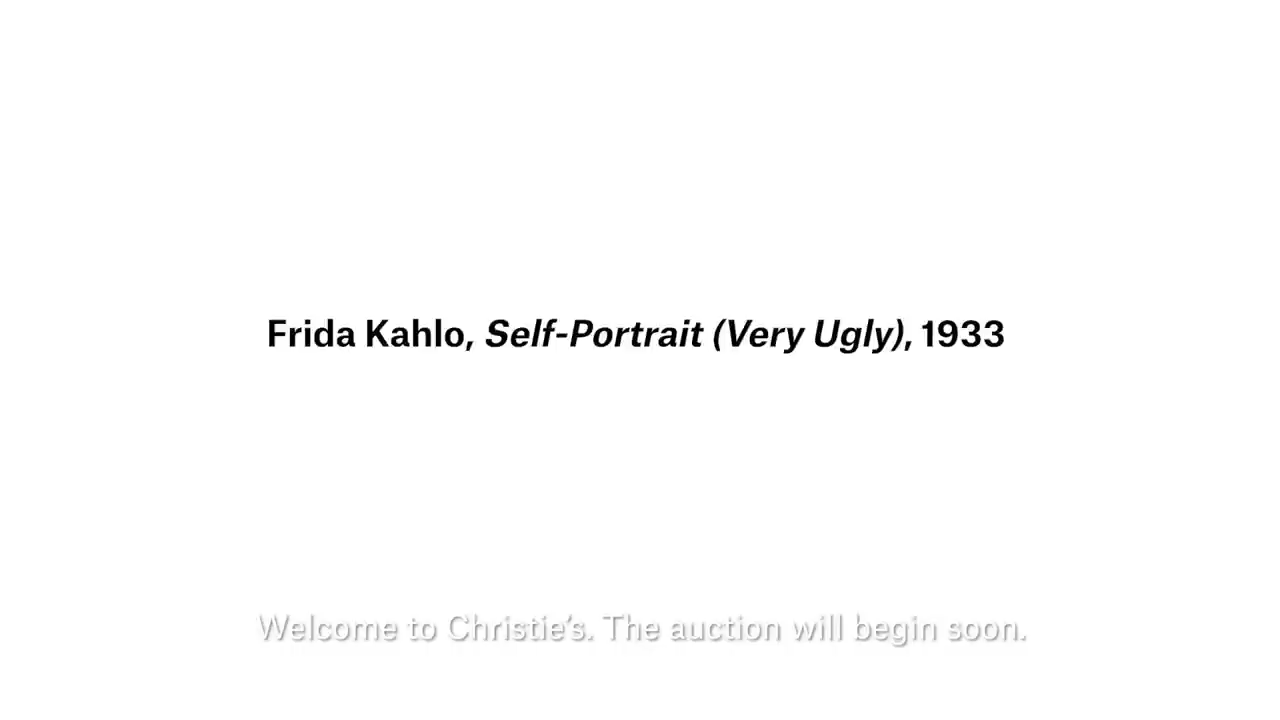 Frida Kahlo, Self-Portrait (Very Ugly), 1933
Welcome to Christie’s. The auction will begin soon.